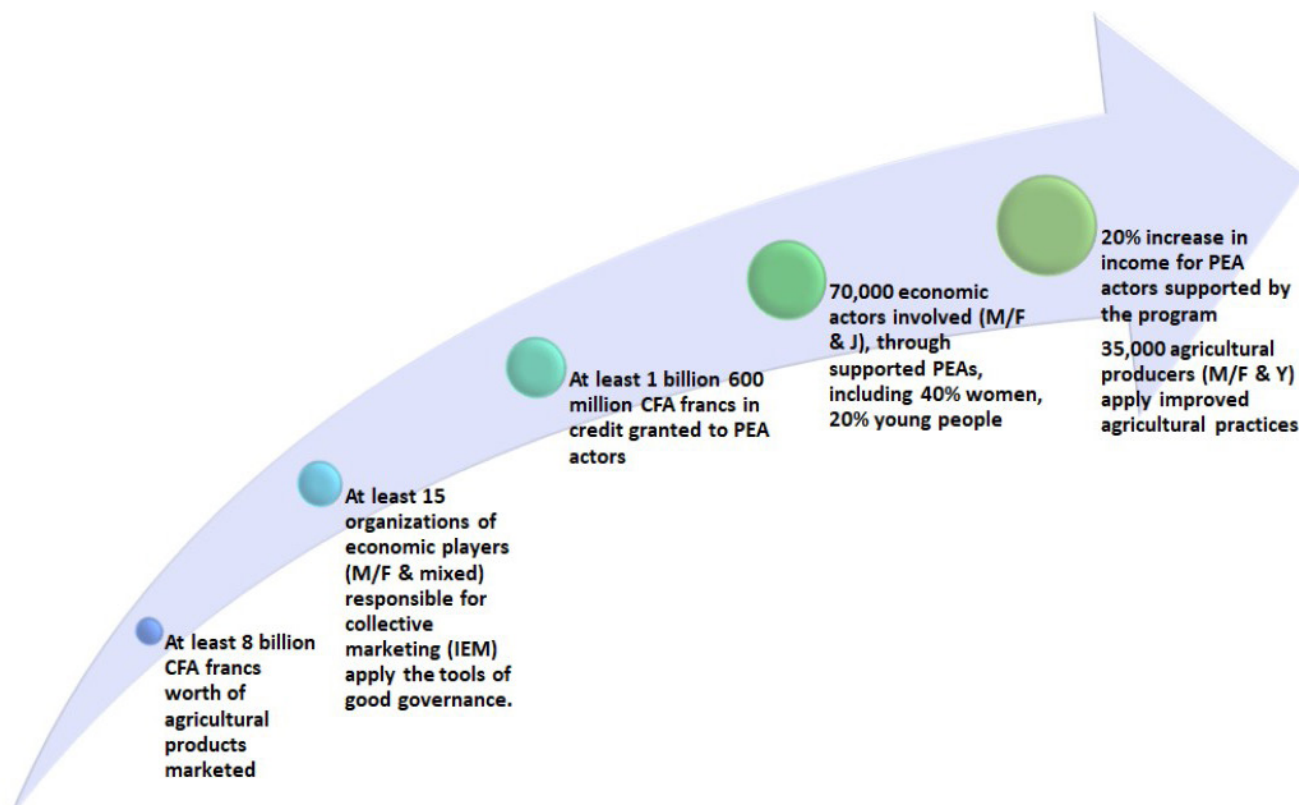 At least 8 billion
CFA francs
worth of
agricultural
products
marketed
At least 15
organizations of
economic players
(M/F & mixed)
responsible for
collective
marketing (IEM)
apply the tools of
good governance.
At least 1 billion 600
million CFA francs in
credit granted to PEA
actors
70,000 economic
actors involved (M/F
& J), through
supported PEAs,
including 40% women,
20% young people
20% increase in
income for PEA
actors supported by
the program
35,000 agricultural
producers (M/F & Y)
apply improved
agricultural practices